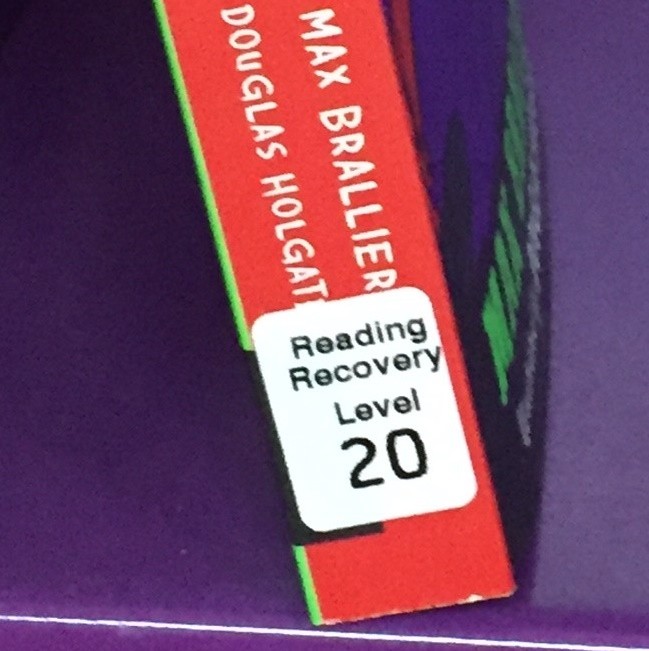 MAX BRALLIER
DOUGLAS HOLGAT
Reading
Recovery
Level
20